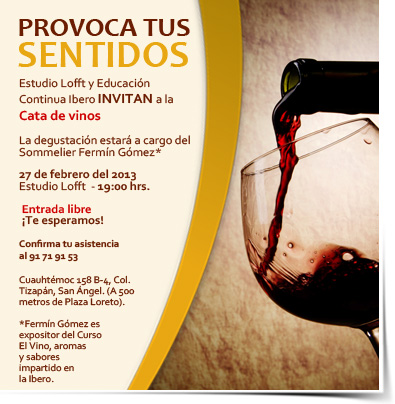 PROVOCA TUS
SENTIDOS
Estudio Lofft y Educación
Continua Ibero INVITAN a la
Cata de vinos
La degustación estará a cargo del
Sommelier Fermín Gómez*
27 de febrero del 2013
Estudio Lofft - 19:00 hrs.
Entrada libre
¡Te esperamos!
Confirma tu asistencia
al 91 71 91 53
Cuauhtémoc 158 B-4, Col.
Tizapán, San Ángel. (A 500
metros de Plaza Loreto).
*Fermín Gómez es
expositor del Curso
El Vino, aromas
y sabores
impartido en
la Ibero.